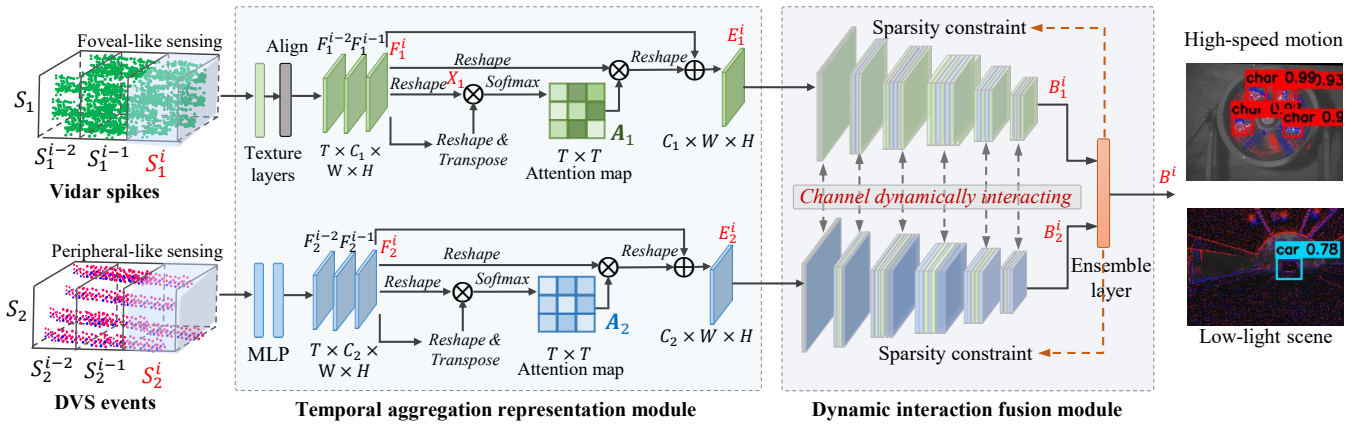 Foveal-like sensing
S_1
S_1^{i-2} S_1^{i-1} S_1^i
Vidar spikes
Align
Texture
layers
F_1^{i-2} F_1^{i-1} F_1^i
T × C_1 ×
W × H
Reshape
Reshape X_1 Softmax
Reshape &
Transpose
A_1
T × T
Attention map
Reshape
E_1^i
C_1 × W × H
Peripheral-like sensing
S_2
S_2^{i-2} S_2^{i-1} S_2^i
DVS events
MLP
F_2^{i-2} F_2^{i-1} F_2^i
T × C_2 ×
W × H
Reshape
Reshape Softmax
Reshape &
Transpose
A_2
T × T
Attention map
Reshape
E_2^i
C_2 × W × H
Temporal aggregation representation module
Sparsity constraint
B_1^i
Channel dynamically interacting
B_2^i
Ensemble
layer
Sparsity constraint
Dynamic interaction fusion module
B^i
High-speed motion
char 0.99 0.93
char 0.9
car 0.78
Low-light scene